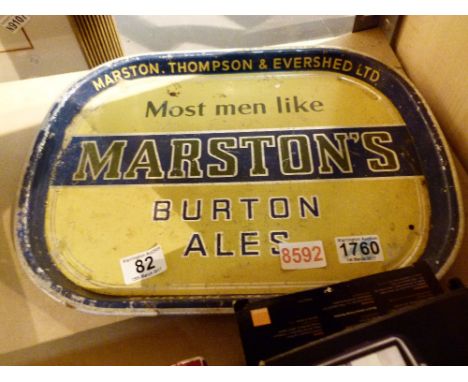 MARSTON. THOMPSON & EVERSHED LTD
Most men like
MARSTON'S
BURTON
ALES
82
8592
1760